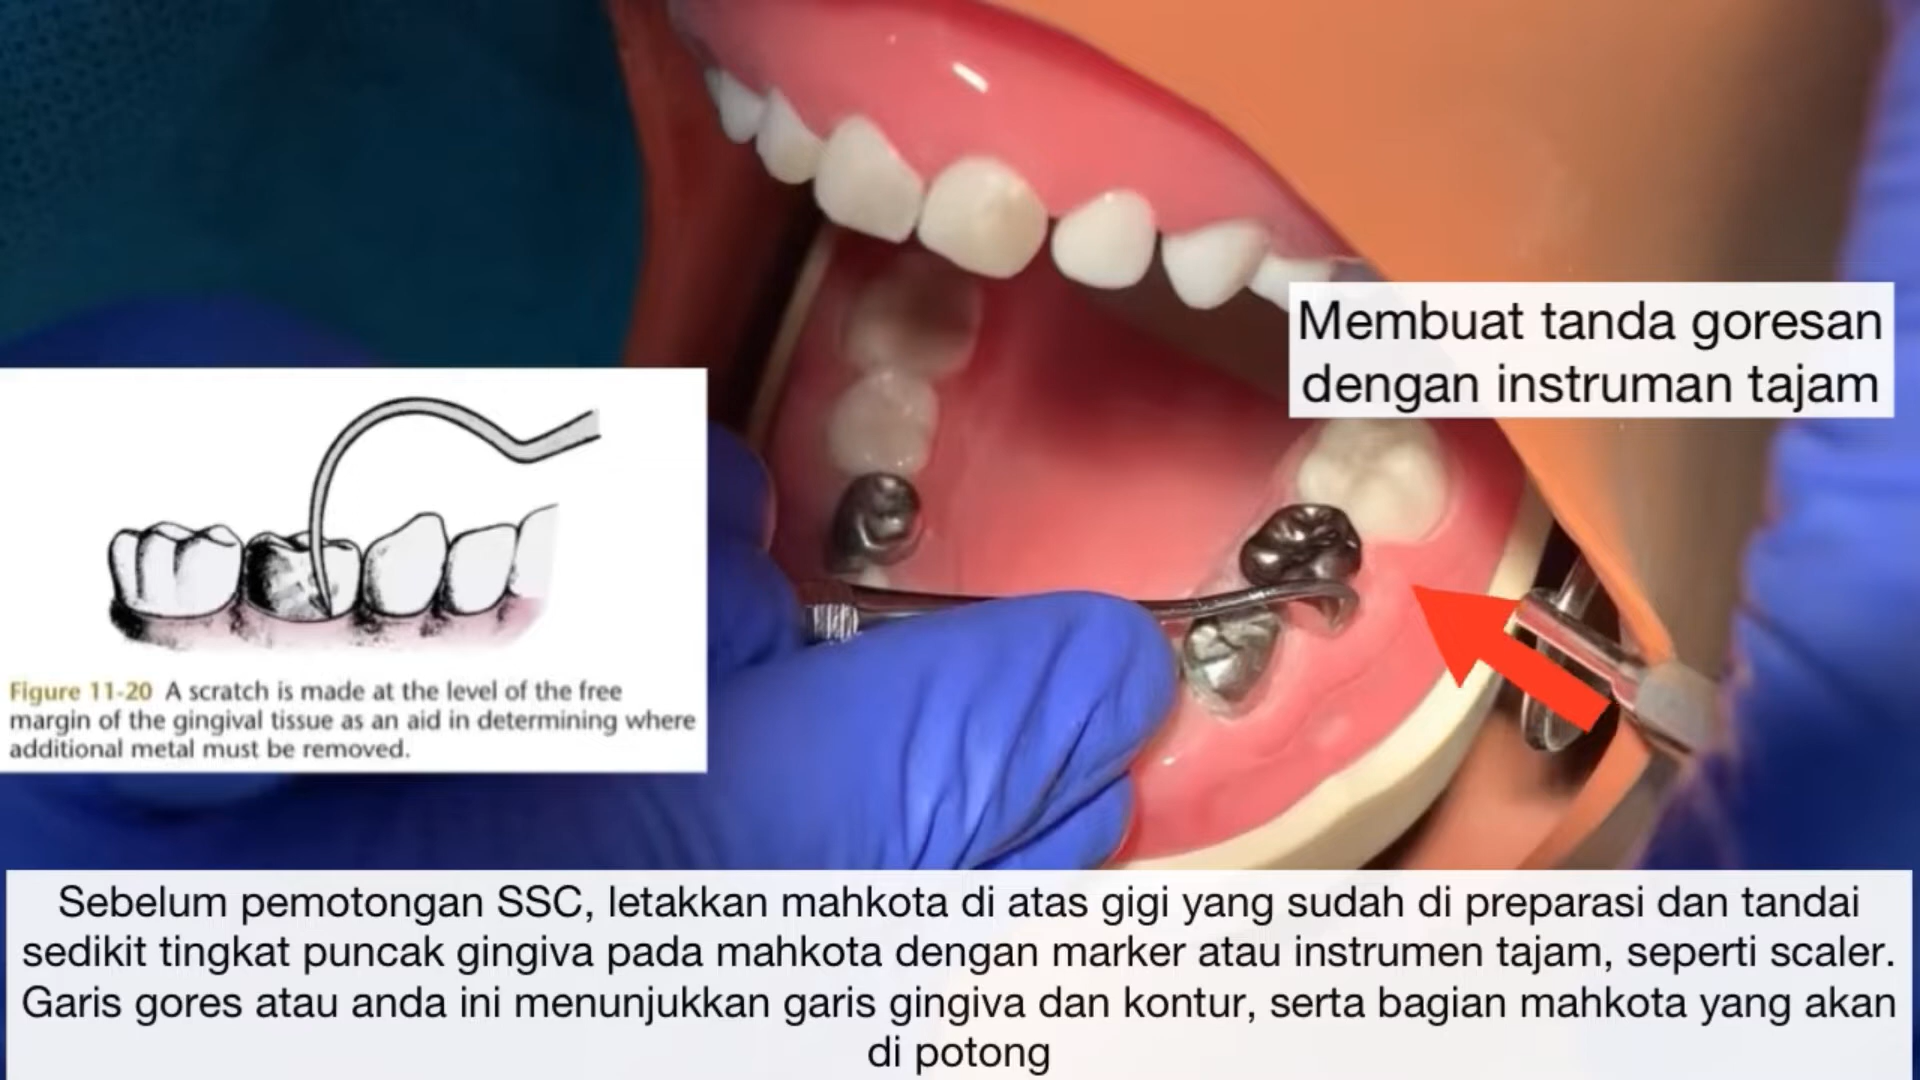 Membuat tanda goresan
dengan instruman tajam
Figure 11-20 A scratch is made at the level of the free
margin of the gingival tissue as an aid in determining where
additional metal must be removed.
Sebelum pemotongan SSC, letakkan mahkota di atas gigi yang sudah di preparasi dan tandai
sedikit tingkat puncak gingiva pada mahkota dengan marker atau instrumen tajam, seperti scaler.
Garis gores atau anda ini menunjukkan garis gingiva dan kontur, serta bagian mahkota yang akan
di potong